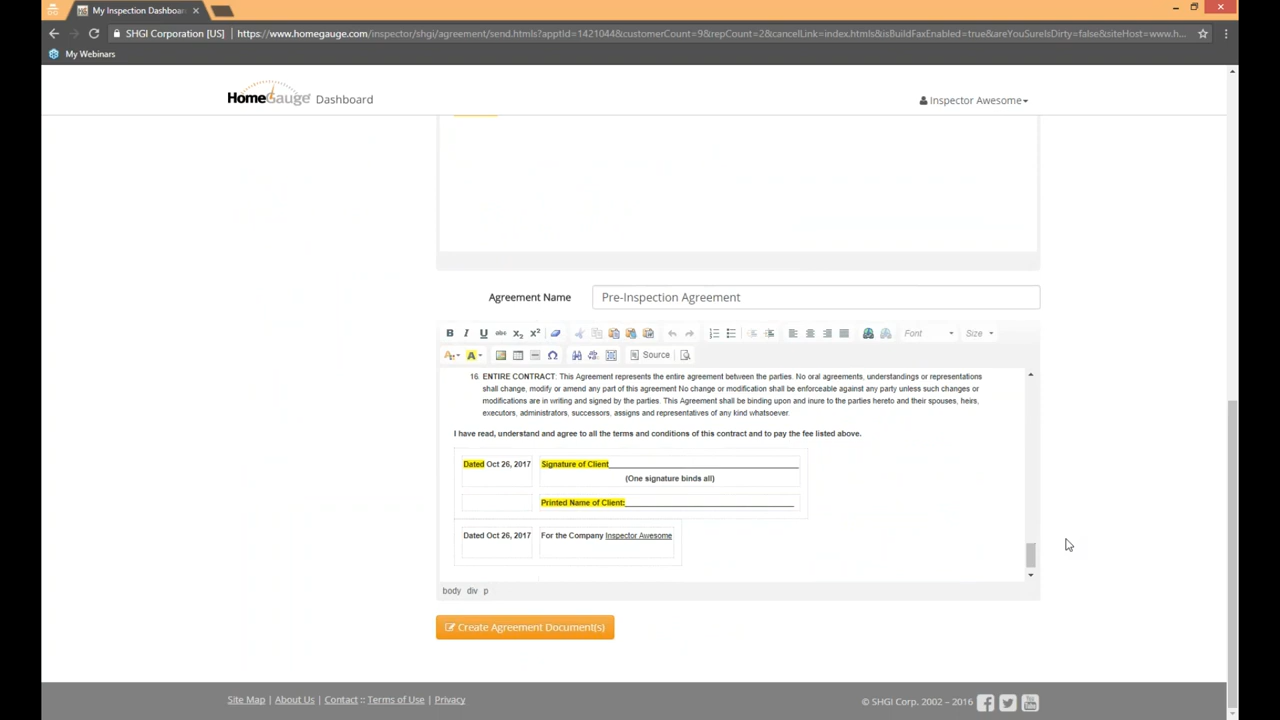 My Inspection Dashboa
SHGI Corporation [US] https://www.homegauge.com/inspector/shgi/agreement/send.htmls?apptId=1421044&customerCount=9&repCount=2&cancelLink=index.htmls&isBuildFaxEnabled=true&areYouSureIsDirty=false&siteHost=www.h...
My Webinars
HomeGauge Dashboard
Inspector Awesome
Agreement Name Pre-Inspection Agreement
B I U abc x₂ x² Font Size
A A Ω Source
16. ENTIRE CONTRACT: This Agreement represents the entire agreement between the parties. No oral agreements, understandings or representations
shall change, modify or amend any part of this agreement No change or modification shall be enforceable against any party unless such changes or
modifications are in writing and signed by the parties. This Agreement shall be binding upon and inure to the parties hereto and their spouses, heirs,
executors, administrators, successors, assigns and representatives of any kind whatsoever.
I have read, understand and agree to all the terms and conditions of this contract and to pay the fee listed above.
Dated Oct 26, 2017 Signature of Client
(One signature binds all)
Printed Name of Client:
Dated Oct 26, 2017 For the Company Inspector Awesome
body div p
Create Agreement Document(s)
Site Map | About Us | Contact :: Terms of Use | Privacy
© SHGI Corp. 2002 – 2016